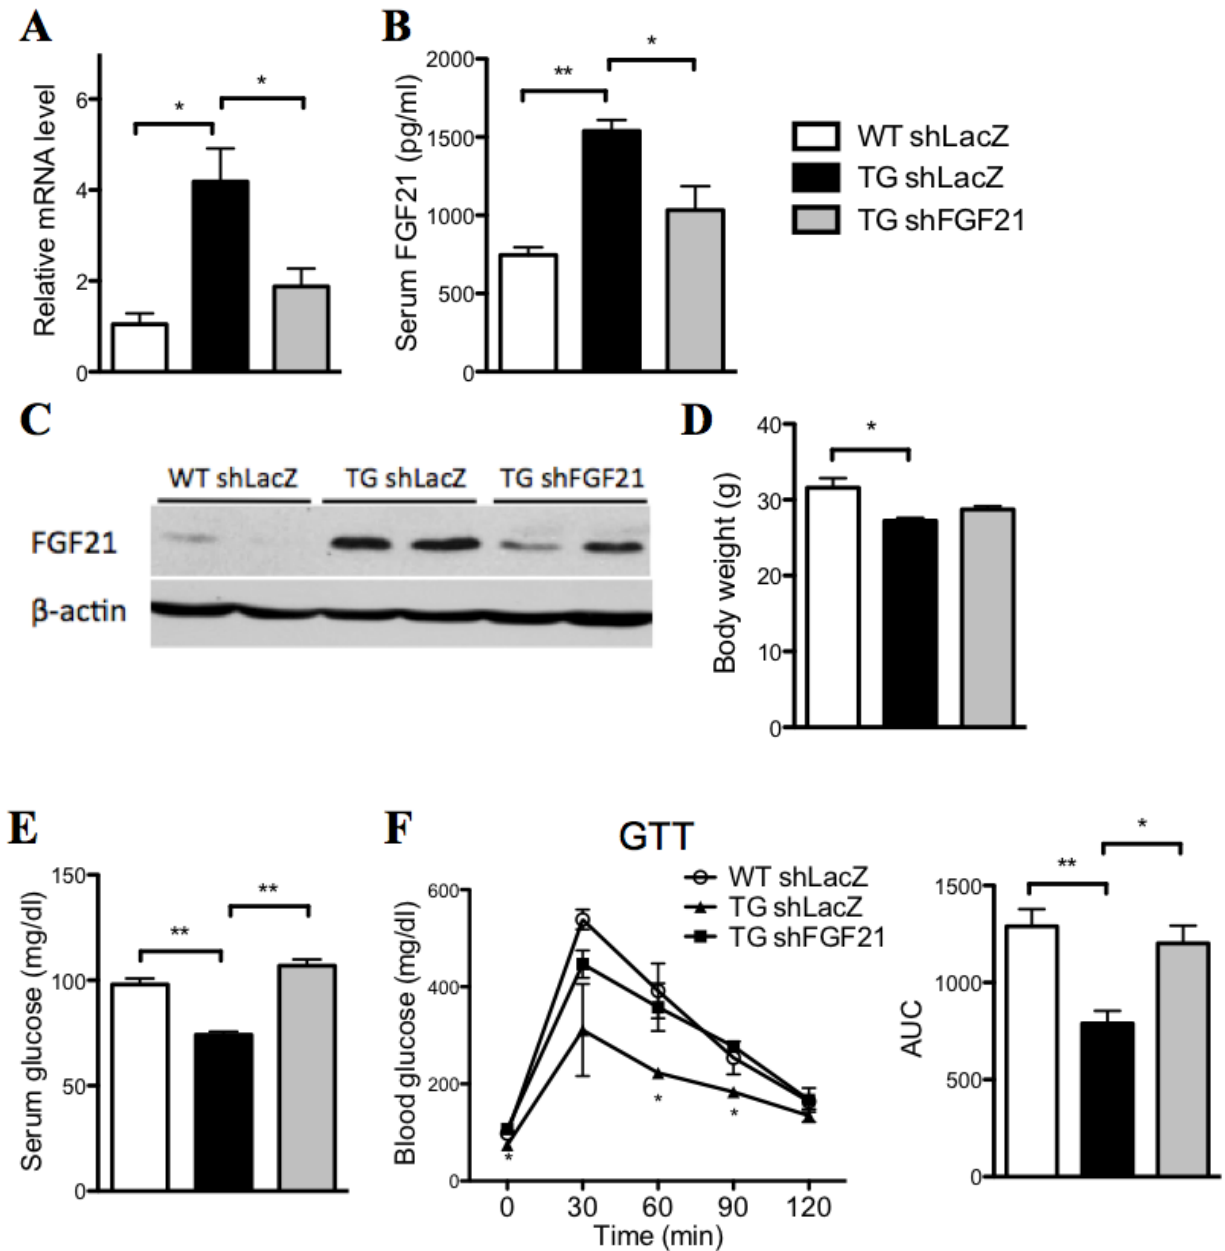 A
Relative mRNA level
6
4
2
0
*
*
B
Serum FGF21 (pg/ml)
2000
1500
1000
500
0
**
*
WT shLacZ
TG shLacZ
TG shFGF21
C
WT shLacZ TG shLacZ TG shFGF21
FGF21
β-actin
D
Body weight (g)
40
30
20
10
0
*
E
Serum glucose (mg/dl)
150
100
50
0
**
**
F
GTT
WT shLacZ
TG shLacZ
TG shFGF21
Blood glucose (mg/dl)
600
400
200
0
*
*
*
0 30 60 90 120
Time (min)
AUC
1500
1000
500
0
**
*